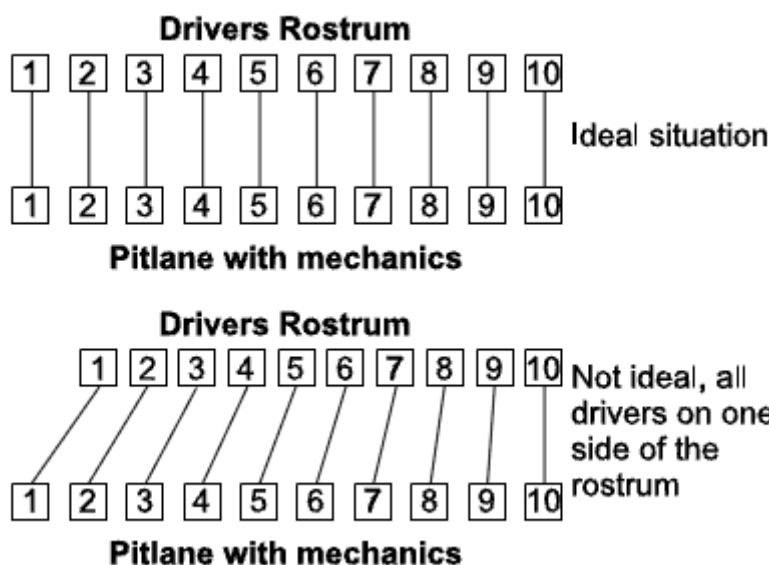 Drivers Rostrum
1 2 3 4 5 6 7 8 9 10
Ideal situation
1 2 3 4 5 6 7 8 9 10
Pitlane with mechanics
Drivers Rostrum
1 2 3 4 5 6 7 8 9 10
Not ideal, all
drivers on one
side of the
rostrum
1 2 3 4 5 6 7 8 9 10
Pitlane with mechanics